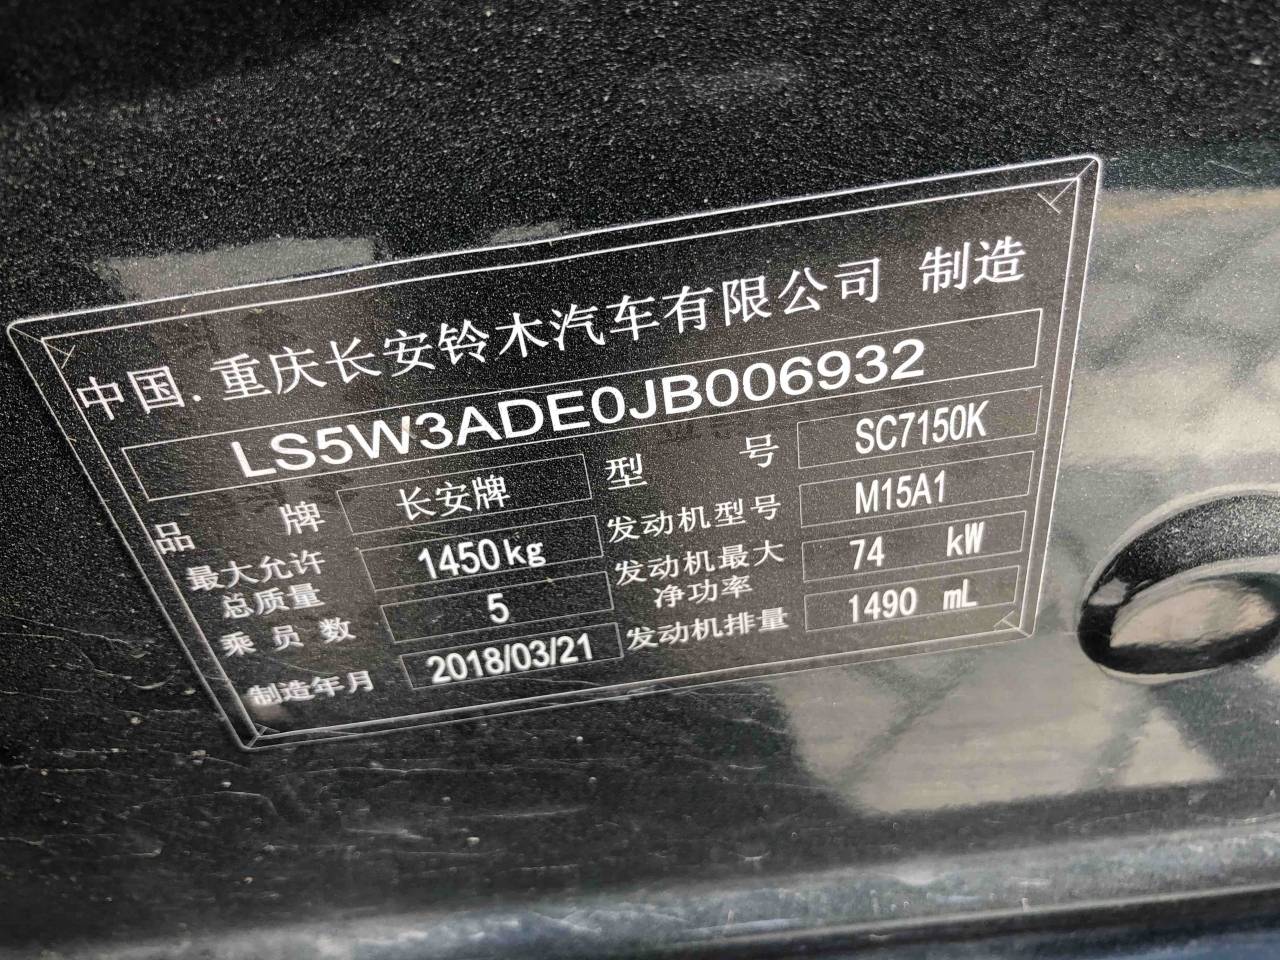 中国.重庆长安铃木汽车有限公司 制造
LS5W3ADE0JB006932
品 牌 长安牌 型 号 SC7150K
最大允许总质量 1450kg 发动机型号 M15A1
乘员数 5 发动机最大净功率 74 kW
制造年月 2018/03/21 发动机排量 1490 mL